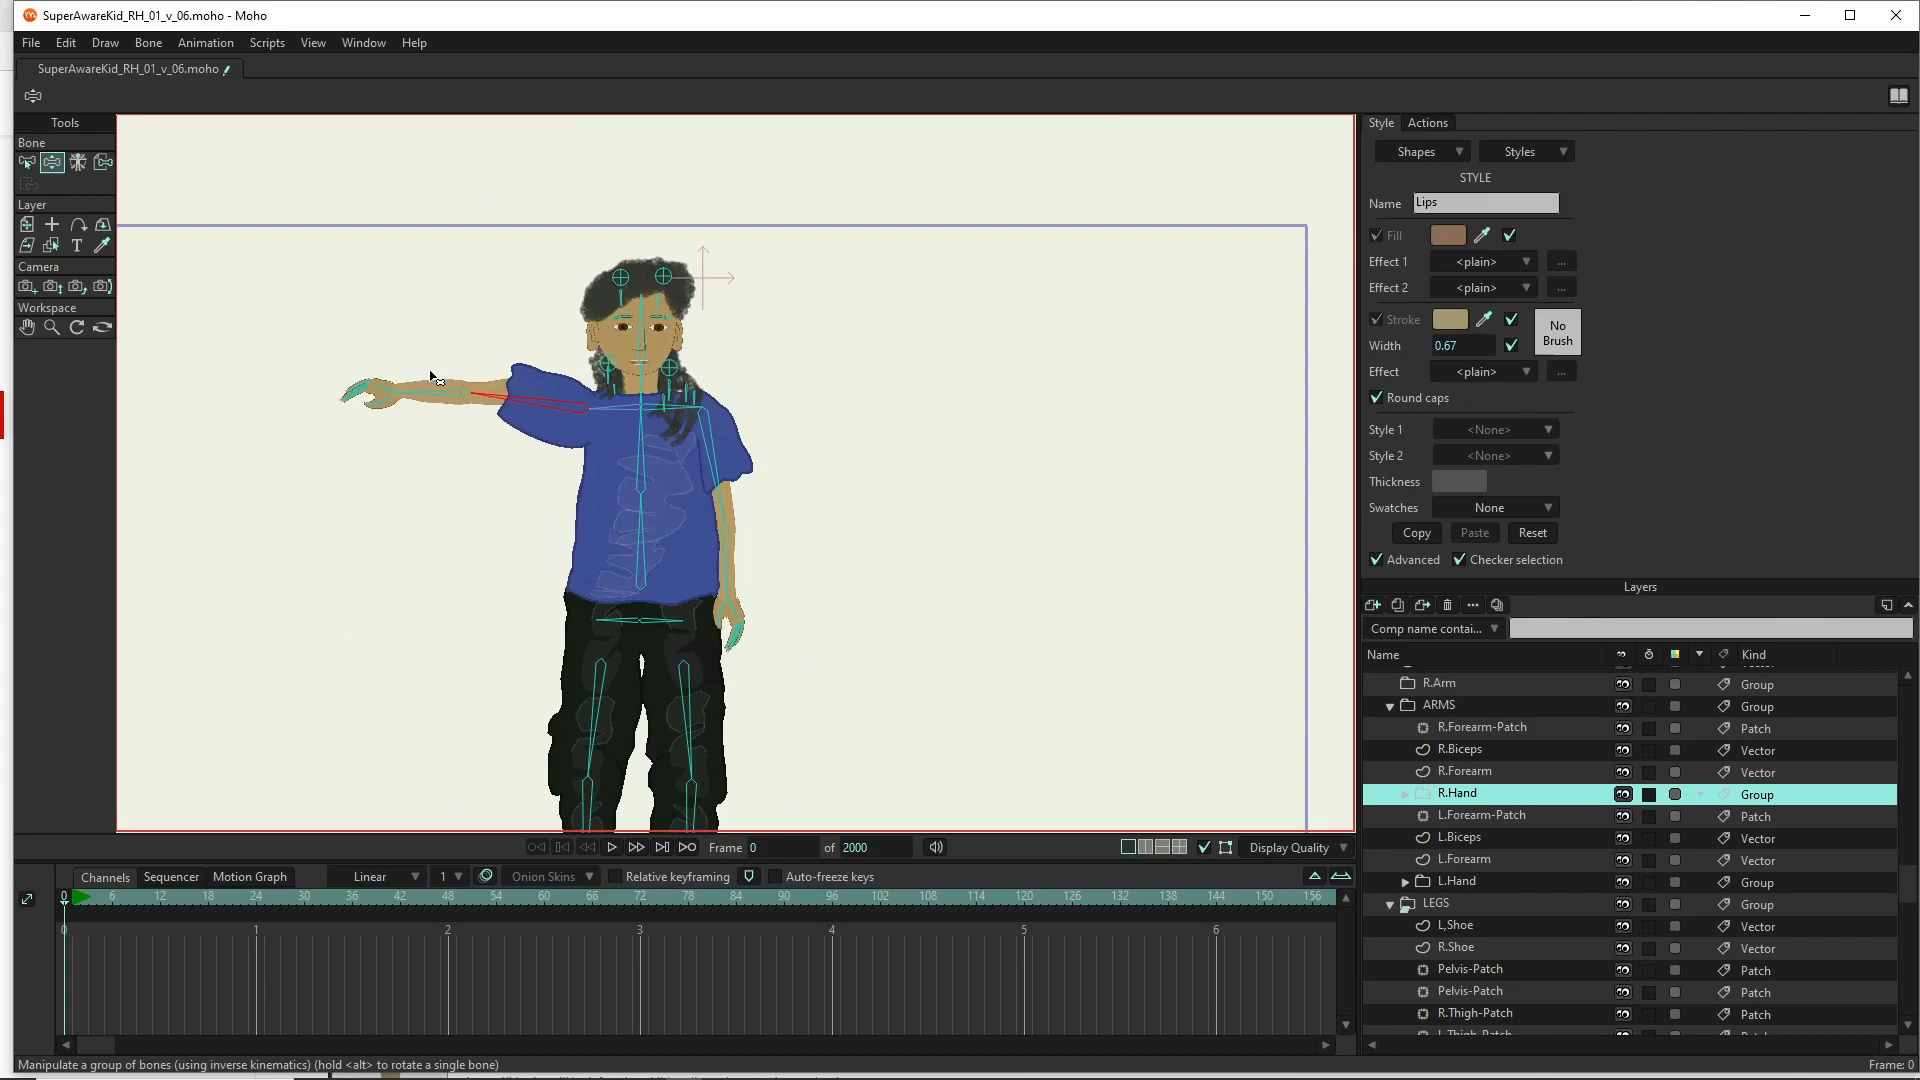 SuperAwareKid_RH_01_v_06.moho - Moho
File Edit Draw Bone Animation Scripts View Window Help
SuperAwareKid_RH_01_v_06.moho
Tools
Bone
Layer
T
Camera
Workspace
Style Actions
Shapes Styles
STYLE
Name Lips
Fill
Effect 1 <plain> ...
Effect 2 <plain> ...
Stroke
No Brush
Width 0.67
Effect <plain> ...
Round caps
Style 1 <None>
Style 2 <None>
Thickness
Swatches None
Copy Paste Reset
Advanced Checker selection
Layers
Comp name contai...
Name Kind
R.Arm Group
ARMS Group
R.Forearm-Patch Patch
R.Biceps Vector
R.Forearm Vector
R.Hand Group
L.Forearm-Patch Patch
L.Biceps Vector
L.Forearm Vector
L.Hand Group
LEGS Group
L,Shoe Vector
R.Shoe Vector
Pelvis-Patch Patch
Pelvis-Patch Patch
R.Thigh-Patch Patch
L.Thigh-Patch
Frame 0 of 2000 Display Quality
Channels Sequencer Motion Graph Linear 1 Onion Skins Relative keyframing Auto-freeze keys
0 6 12 18 24 30 36 42 48 54 60 66 72 78 84 90 96 102 108 114 120 126 132 138 144 150 156
0 1 2 3 4 5 6
Manipulate a group of bones (using inverse kinematics) (hold <alt> to rotate a single bone) Frame: 0